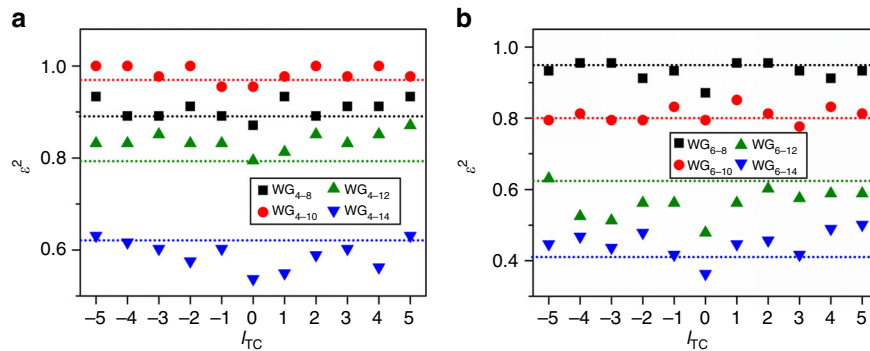 a
1.0
0.8
0.6
ε²
WG₄₋₈ WG₄₋₁₂
WG₄₋₁₀ WG₄₋₁₄
−5 −4 −3 −2 −1 0 1 2 3 4 5
lTC
b
1.0
0.8
0.6
0.4
ε²
WG₆₋₈ WG₆₋₁₂
WG₆₋₁₀ WG₆₋₁₄
−5 −4 −3 −2 −1 0 1 2 3 4 5
lTC